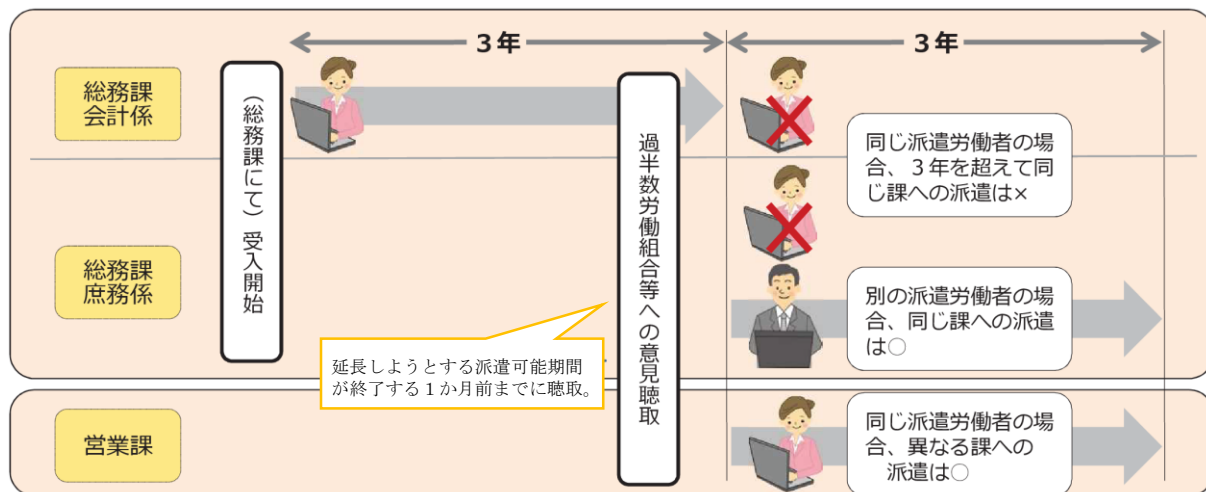 3年
3年
総務課
会計係
(総務課にて)受入開始
過半数労働組合等への意見聴取
同じ派遣労働者の場
合、3年を超えて同
じ課への派遣は×
総務課
庶務係
別の派遣労働者の場
合、同じ課への派遣
は○
延長しようとする派遣可能期間
が終了する1か月前までに聴取。
営業課
同じ派遣労働者の場
合、異なる課への
派遣は○